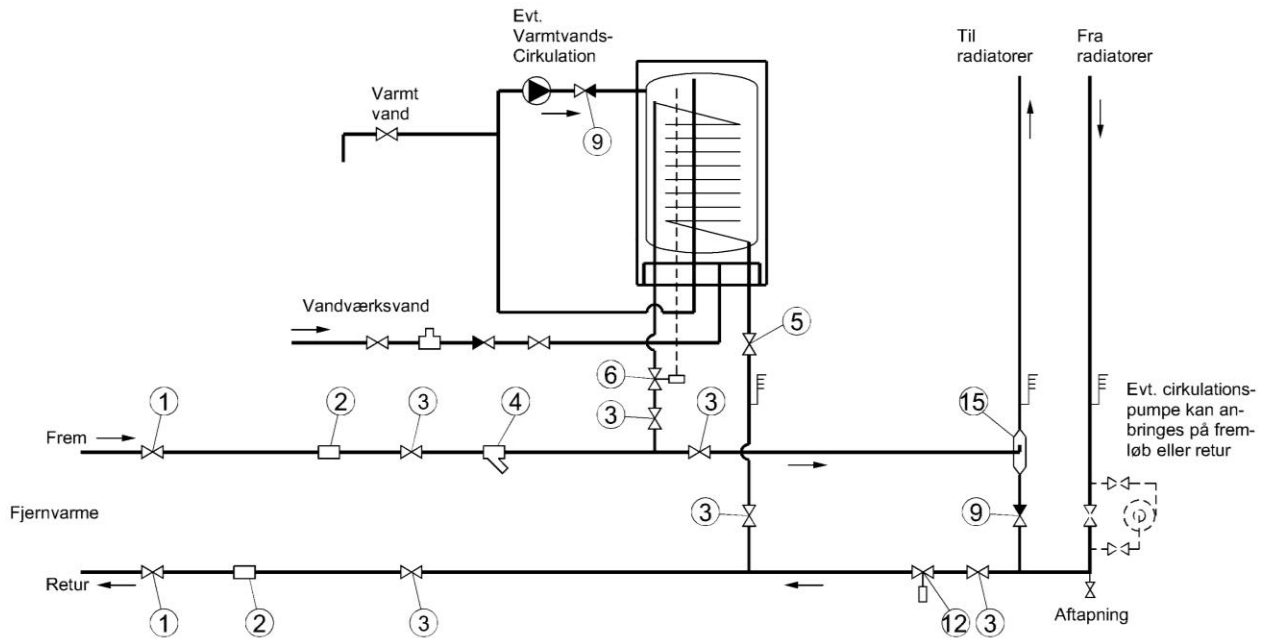 Evt.
Varmtvands-
Cirkulation
Til
radiatorer
Fra
radiatorer
Varmt
vand
9
Vandværksvand
5
6
Evt. cirkulations-
pumpe kan an-
bringes på frem-
løb eller retur
1
2
3
4
3
3
15
Frem
3
9
Fjernvarme
Retur
1
2
3
12
3
Aftapning